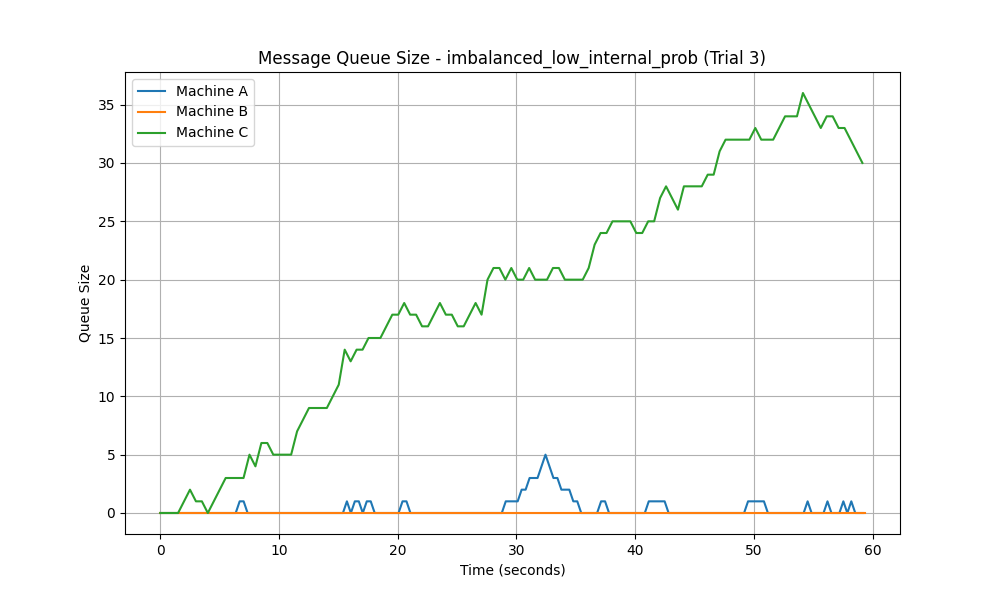 Message Queue Size - imbalanced_low_internal_prob (Trial 3)
Machine A
Machine B
Machine C
35
30
25
20
15
10
5
0
Queue Size
0 10 20 30 40 50 60
Time (seconds)